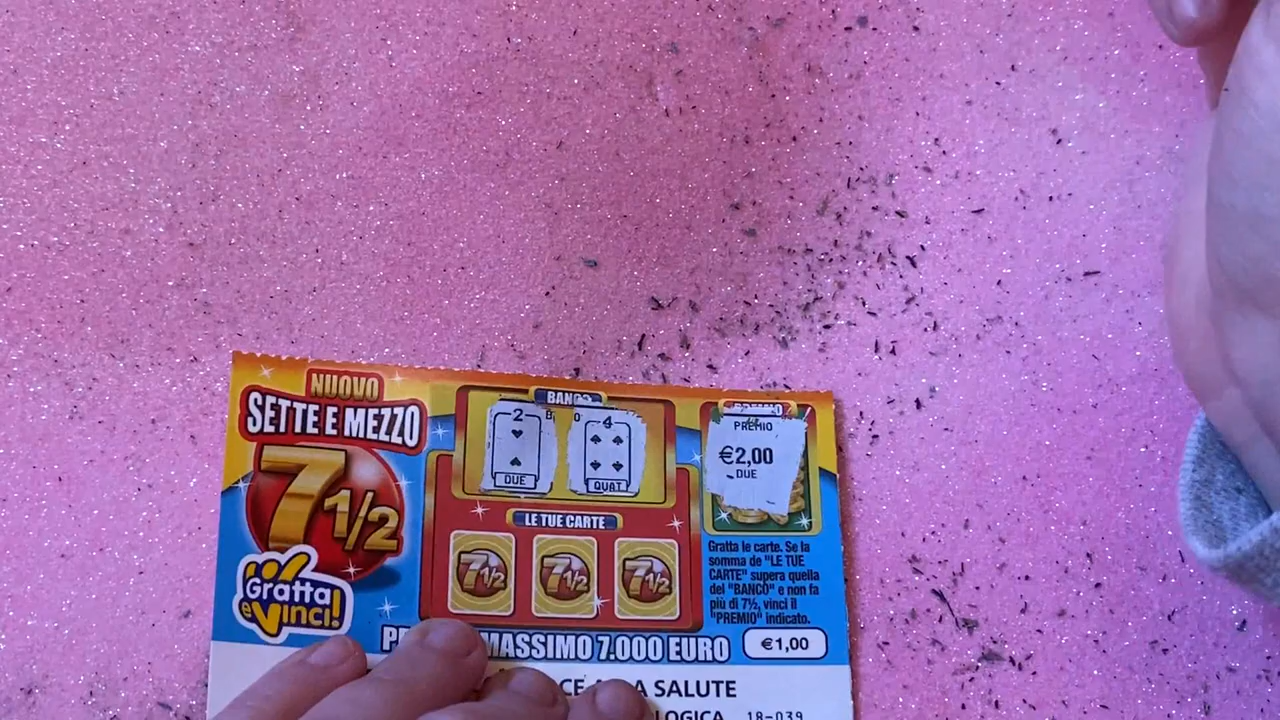 NUOVO
SETTE E MEZZO
7 1/2
Gratta
e Vinci!
BANCO
2
DUE
4
QUAT
PREMIO
€2,00
DUE
LE TUE CARTE
7 1/2
7 1/2
7 1/2
Gratta le carte. Se la
somma de "LE TUE
CARTE" supera quella
del "BANCO" e non fa
più di 7½, vinci il
"PREMIO" indicato.
MASSIMO 7.000 EURO
€1,00
SALUTE
18-039